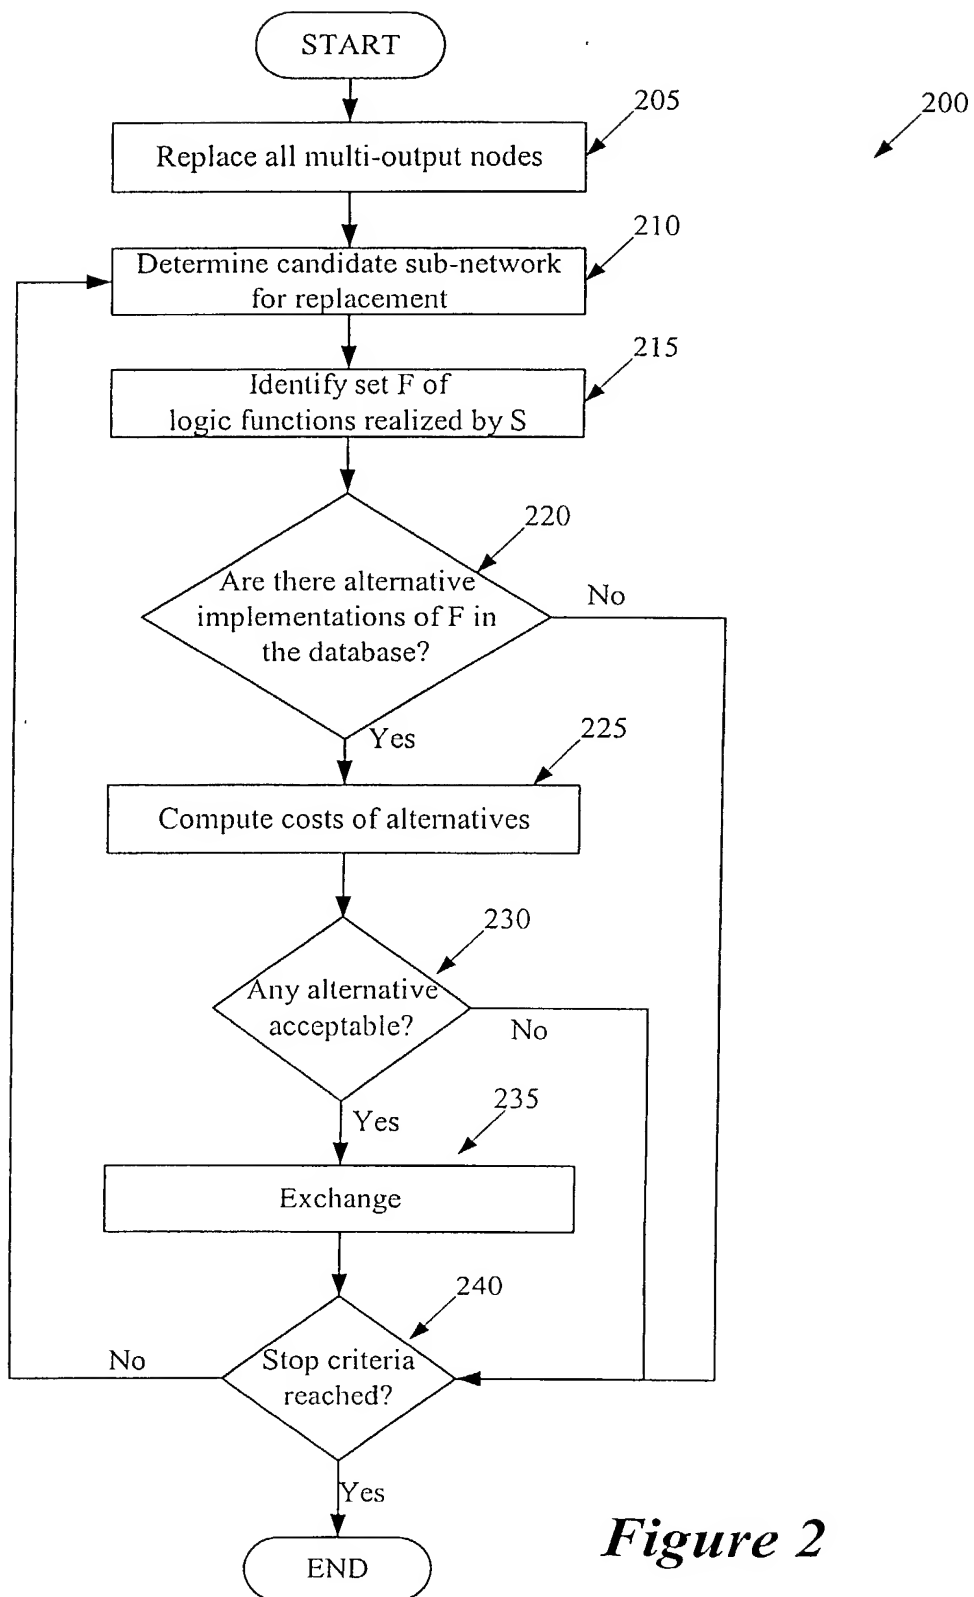 START
205
200
Replace all multi-output nodes
210
Determine candidate sub-network
for replacement
215
Identify set F of
logic functions realized by S
220
Are there alternative
implementations of F in
the database?
No
Yes
225
Compute costs of alternatives
230
Any alternative
acceptable?
No
Yes
235
Exchange
240
Stop criteria
reached?
No
Yes
END
Figure 2